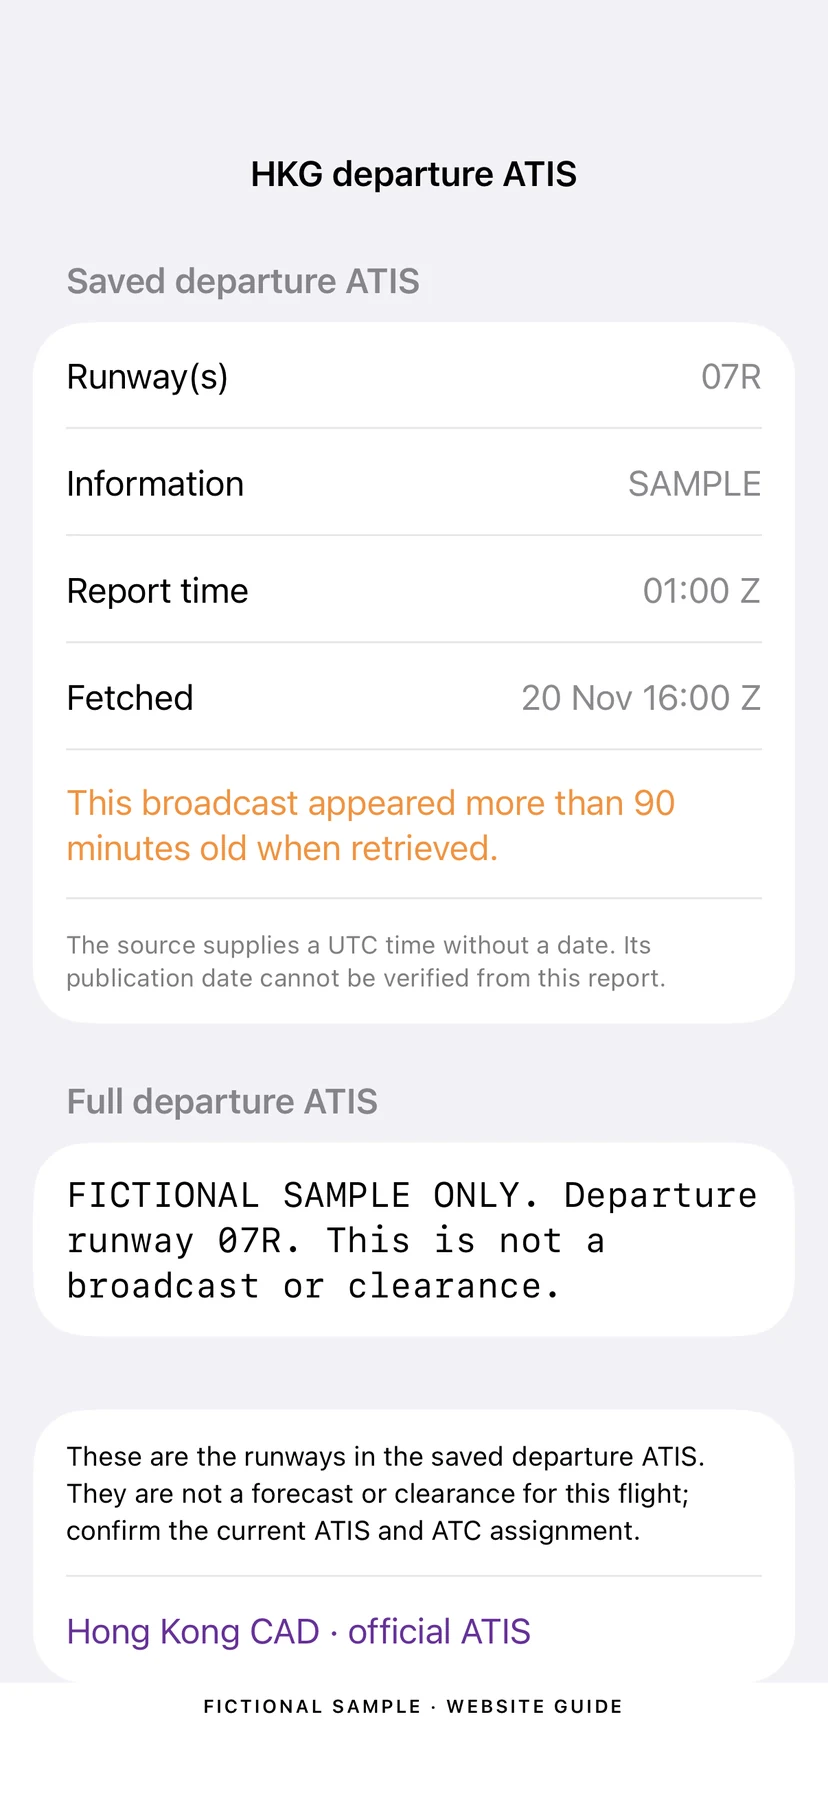 HKG departure ATIS
Saved departure ATIS
Runway(s) 07R
Information SAMPLE
Report time 01:00 Z
Fetched 20 Nov 16:00 Z
This broadcast appeared more than 90
minutes old when retrieved.
The source supplies a UTC time without a date. Its
publication date cannot be verified from this report.
Full departure ATIS
FICTIONAL SAMPLE ONLY. Departure
runway 07R. This is not a
broadcast or clearance.
These are the runways in the saved departure ATIS.
They are not a forecast or clearance for this flight;
confirm the current ATIS and ATC assignment.
Hong Kong CAD · official ATIS
FICTIONAL SAMPLE · WEBSITE GUIDE